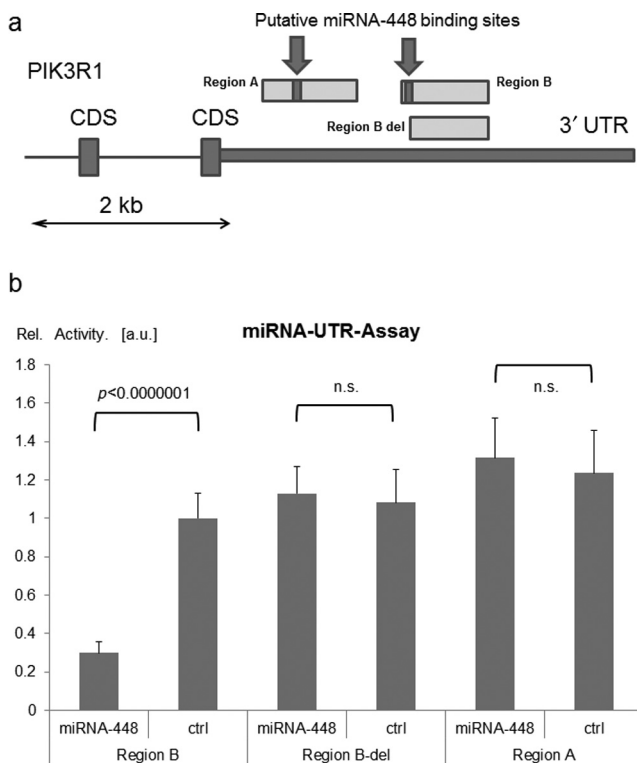 a
Putative miRNA-448 binding sites
PIK3R1
Region A
Region B
CDS
CDS
Region B del
3′ UTR
2 kb
b
Rel. Activity. [a.u.]
miRNA-UTR-Assay
1.8
1.6
1.4
1.2
1
0.8
0.6
0.4
0.2
0
p<0.0000001
n.s.
n.s.
miRNA-448
ctrl
miRNA-448
ctrl
miRNA-448
ctrl
Region B
Region B-del
Region A